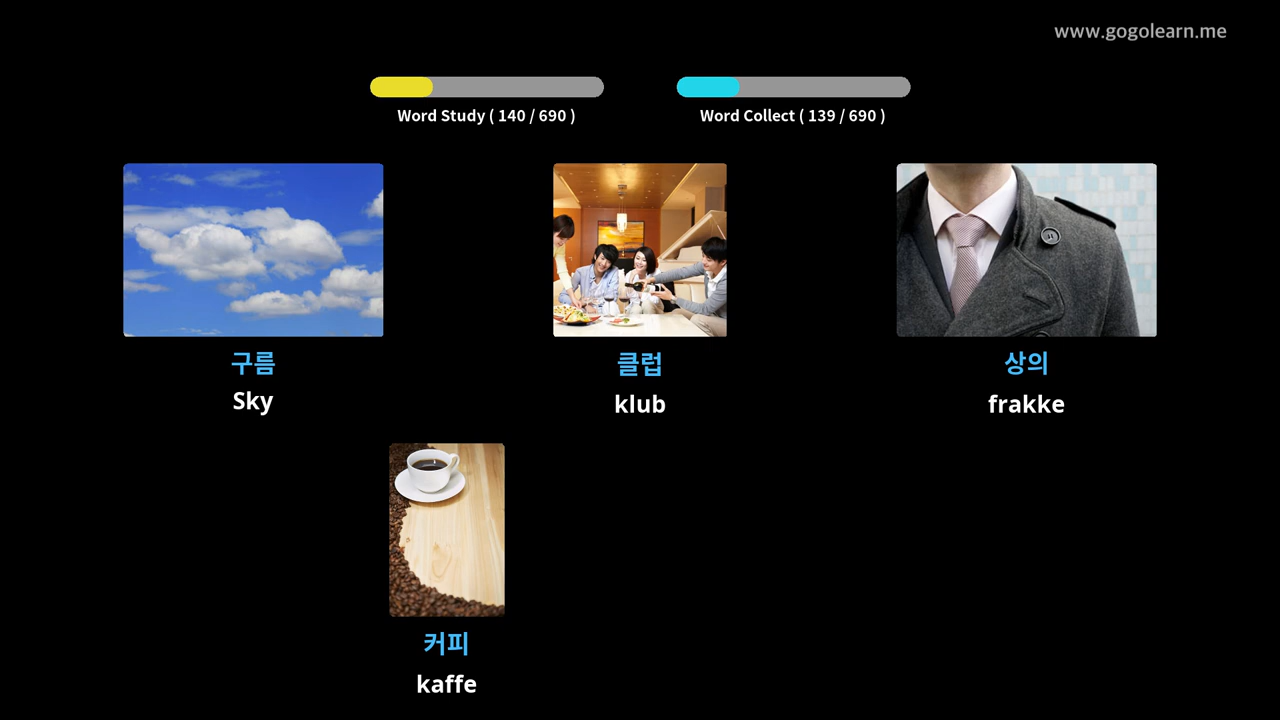 www.gogolearn.me
Word Study ( 140 / 690 )
Word Collect ( 139 / 690 )
구름
Sky
클럽
klub
상의
frakke
커피
kaffe